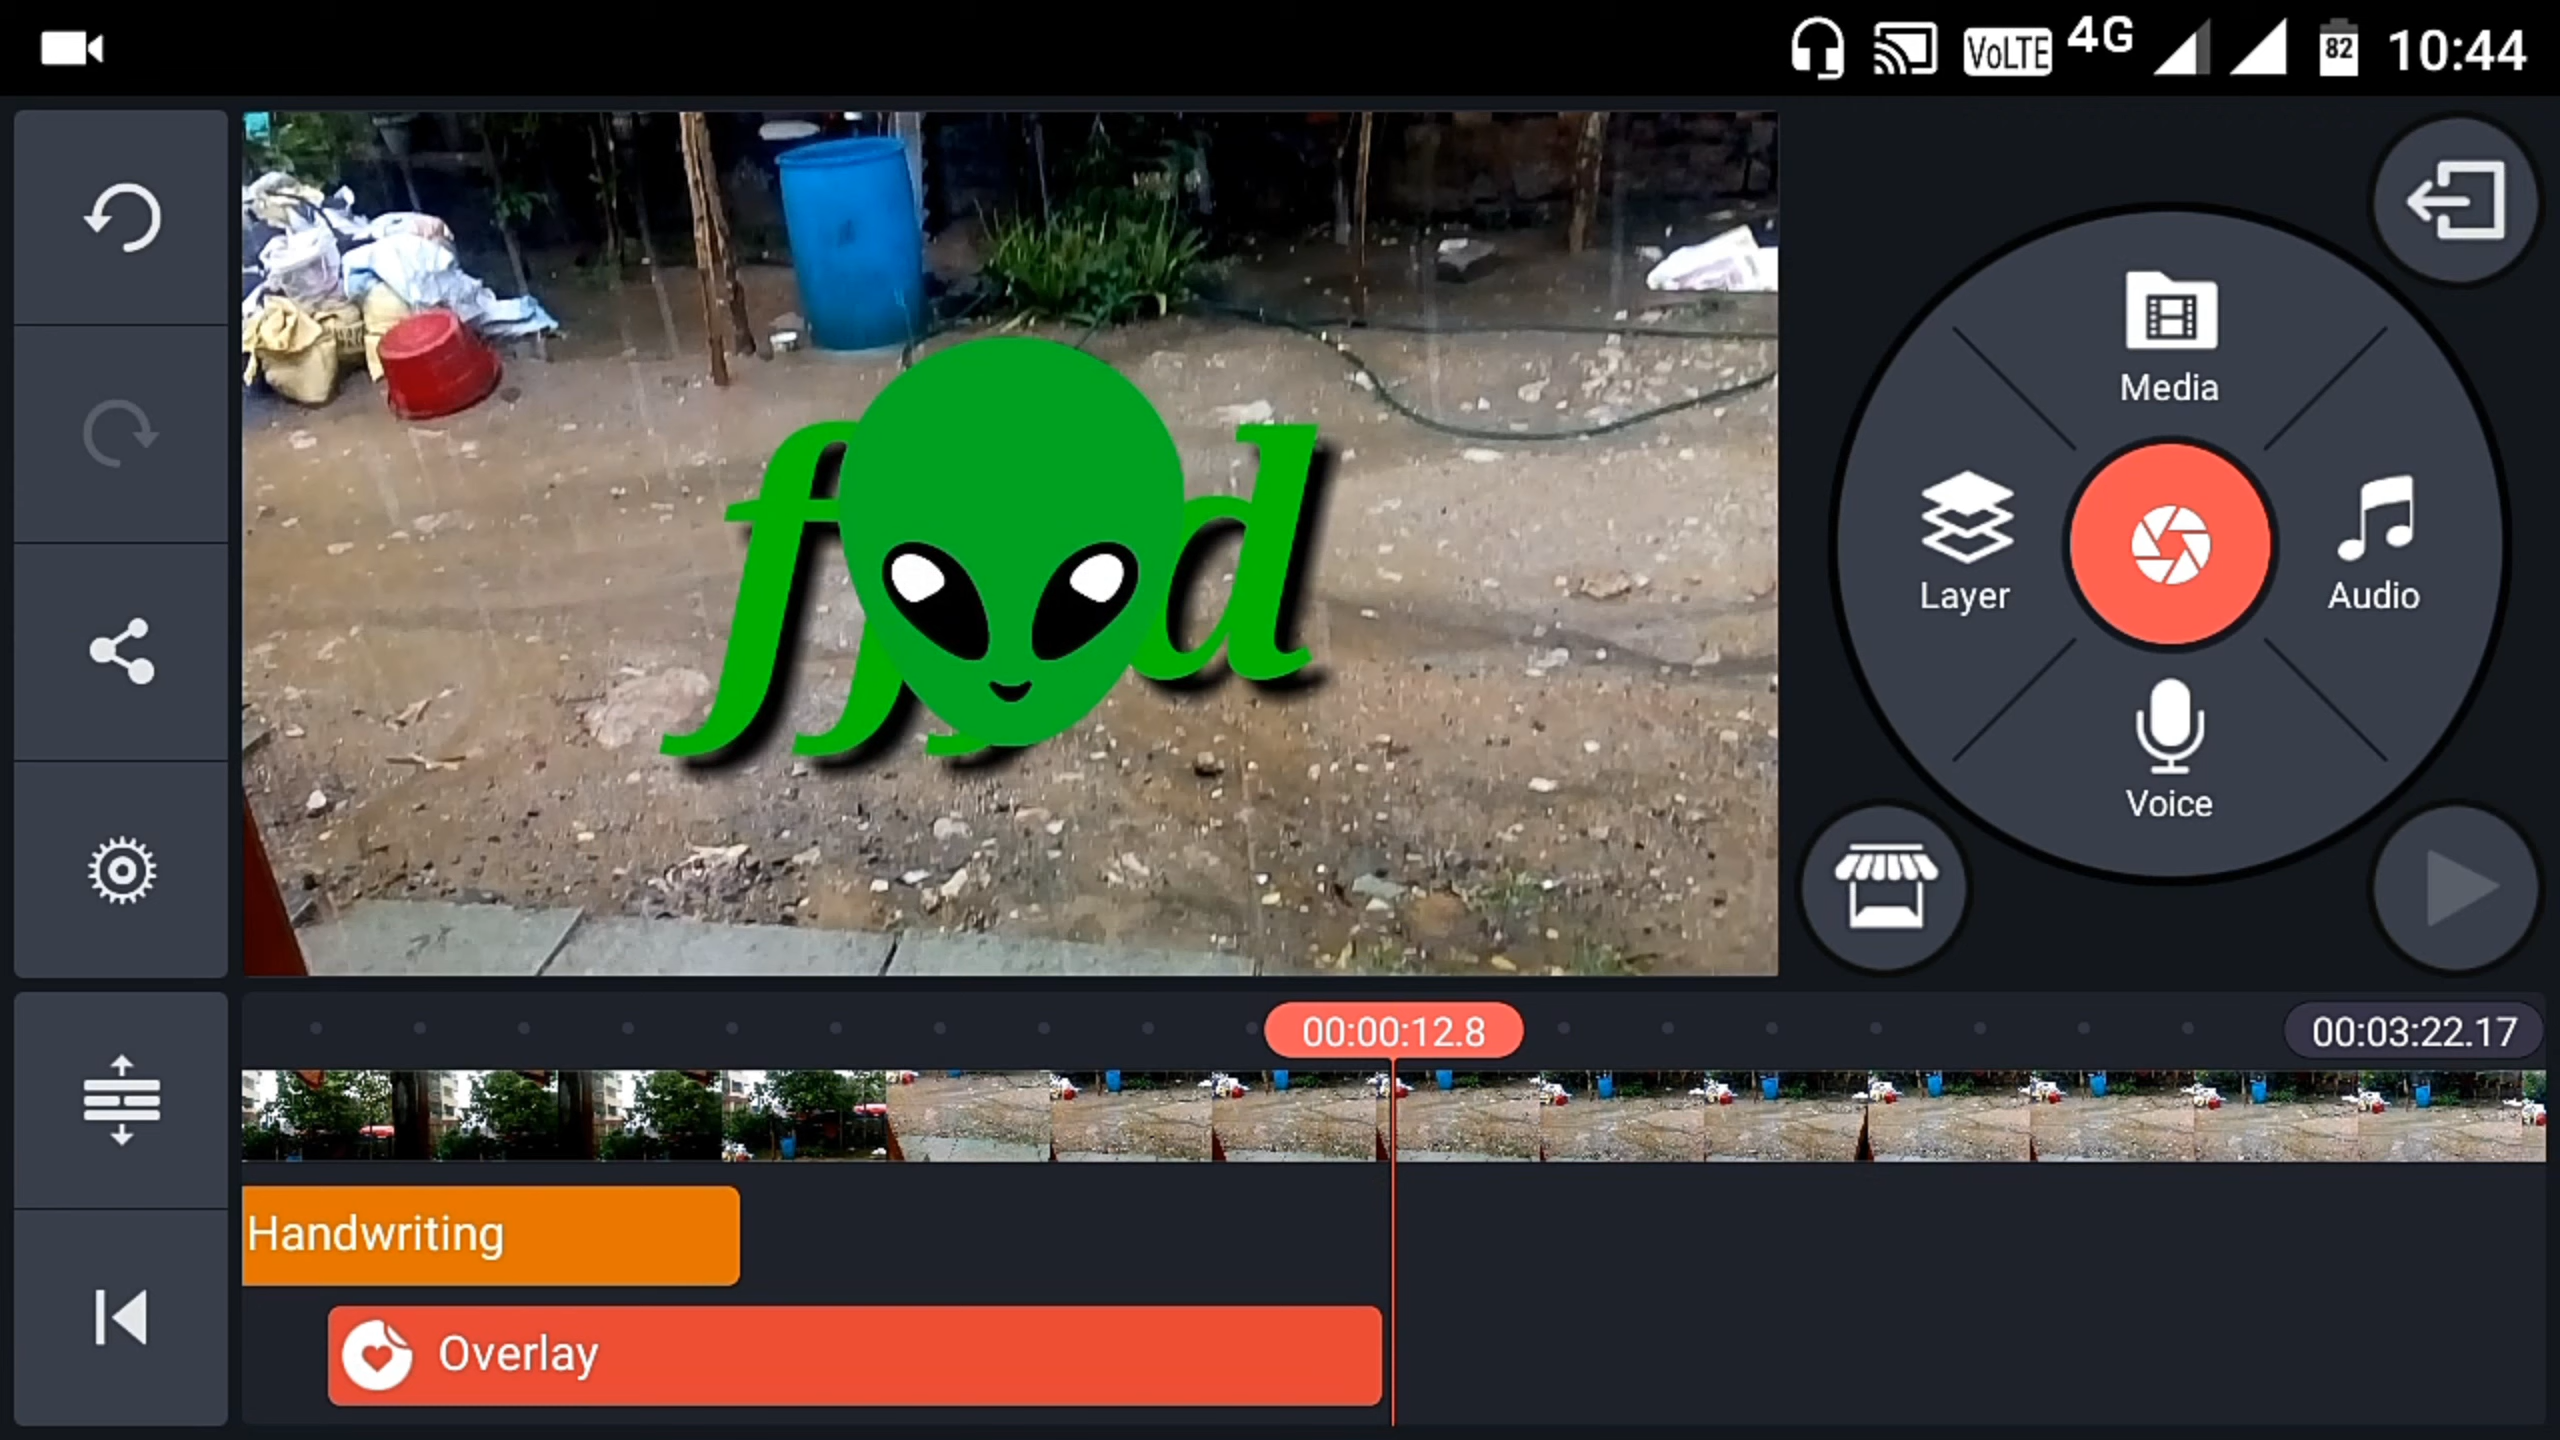 VoLTE 4G 82 10:44
Media
Layer
Audio
Voice
00:00:12.8
00:03:22.17
Handwriting
Overlay